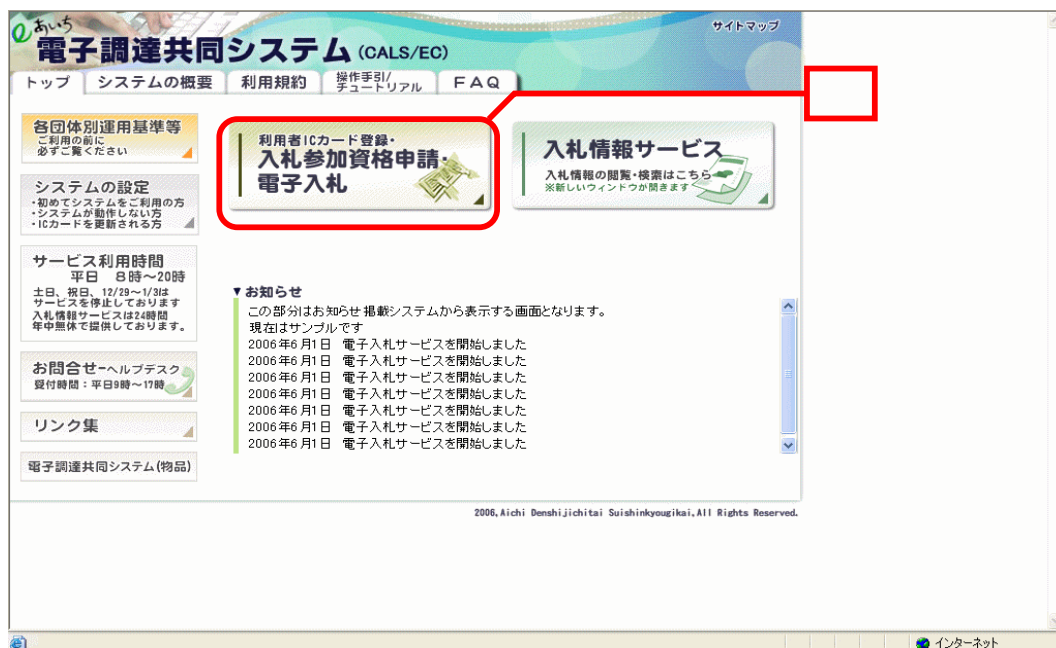 あいち
サイトマップ
電子調達共同システム (CALS/EC)
トップ
システムの概要
利用規約
操作手引/
チュートリアル
ＦＡＱ
各団体別運用基準等
ご利用の前に
必ずご覧ください
システムの設定
・初めてシステムをご利用の方
・システムが動作しない方
・ICカードを更新される方
サービス利用時間
平日　8時～20時
土日、祝日、12/29～1/3は
サービスを停止しております
入札情報サービスは24時間
年中無休で提供しております。
お問合せ-ヘルプデスク
受付時間：平日9時～17時
リンク集
電子調達共同システム(物品)
利用者ICカード登録・
入札参加資格申請・
電子入札
入札情報サービス
入札情報の閲覧・検索はこちら
※新しいウィンドウが開きます
▼お知らせ
この部分はお知らせ掲載システムから表示する画面となります。
現在はサンプルです
2006年6月1日　電子入札サービスを開始しました
2006年6月1日　電子入札サービスを開始しました
2006年6月1日　電子入札サービスを開始しました
2006年6月1日　電子入札サービスを開始しました
2006年6月1日　電子入札サービスを開始しました
2006年6月1日　電子入札サービスを開始しました
2006年6月1日　電子入札サービスを開始しました
2006,Aichi Denshijichitai Suishinkyougikai,All Rights Reserved.
インターネット